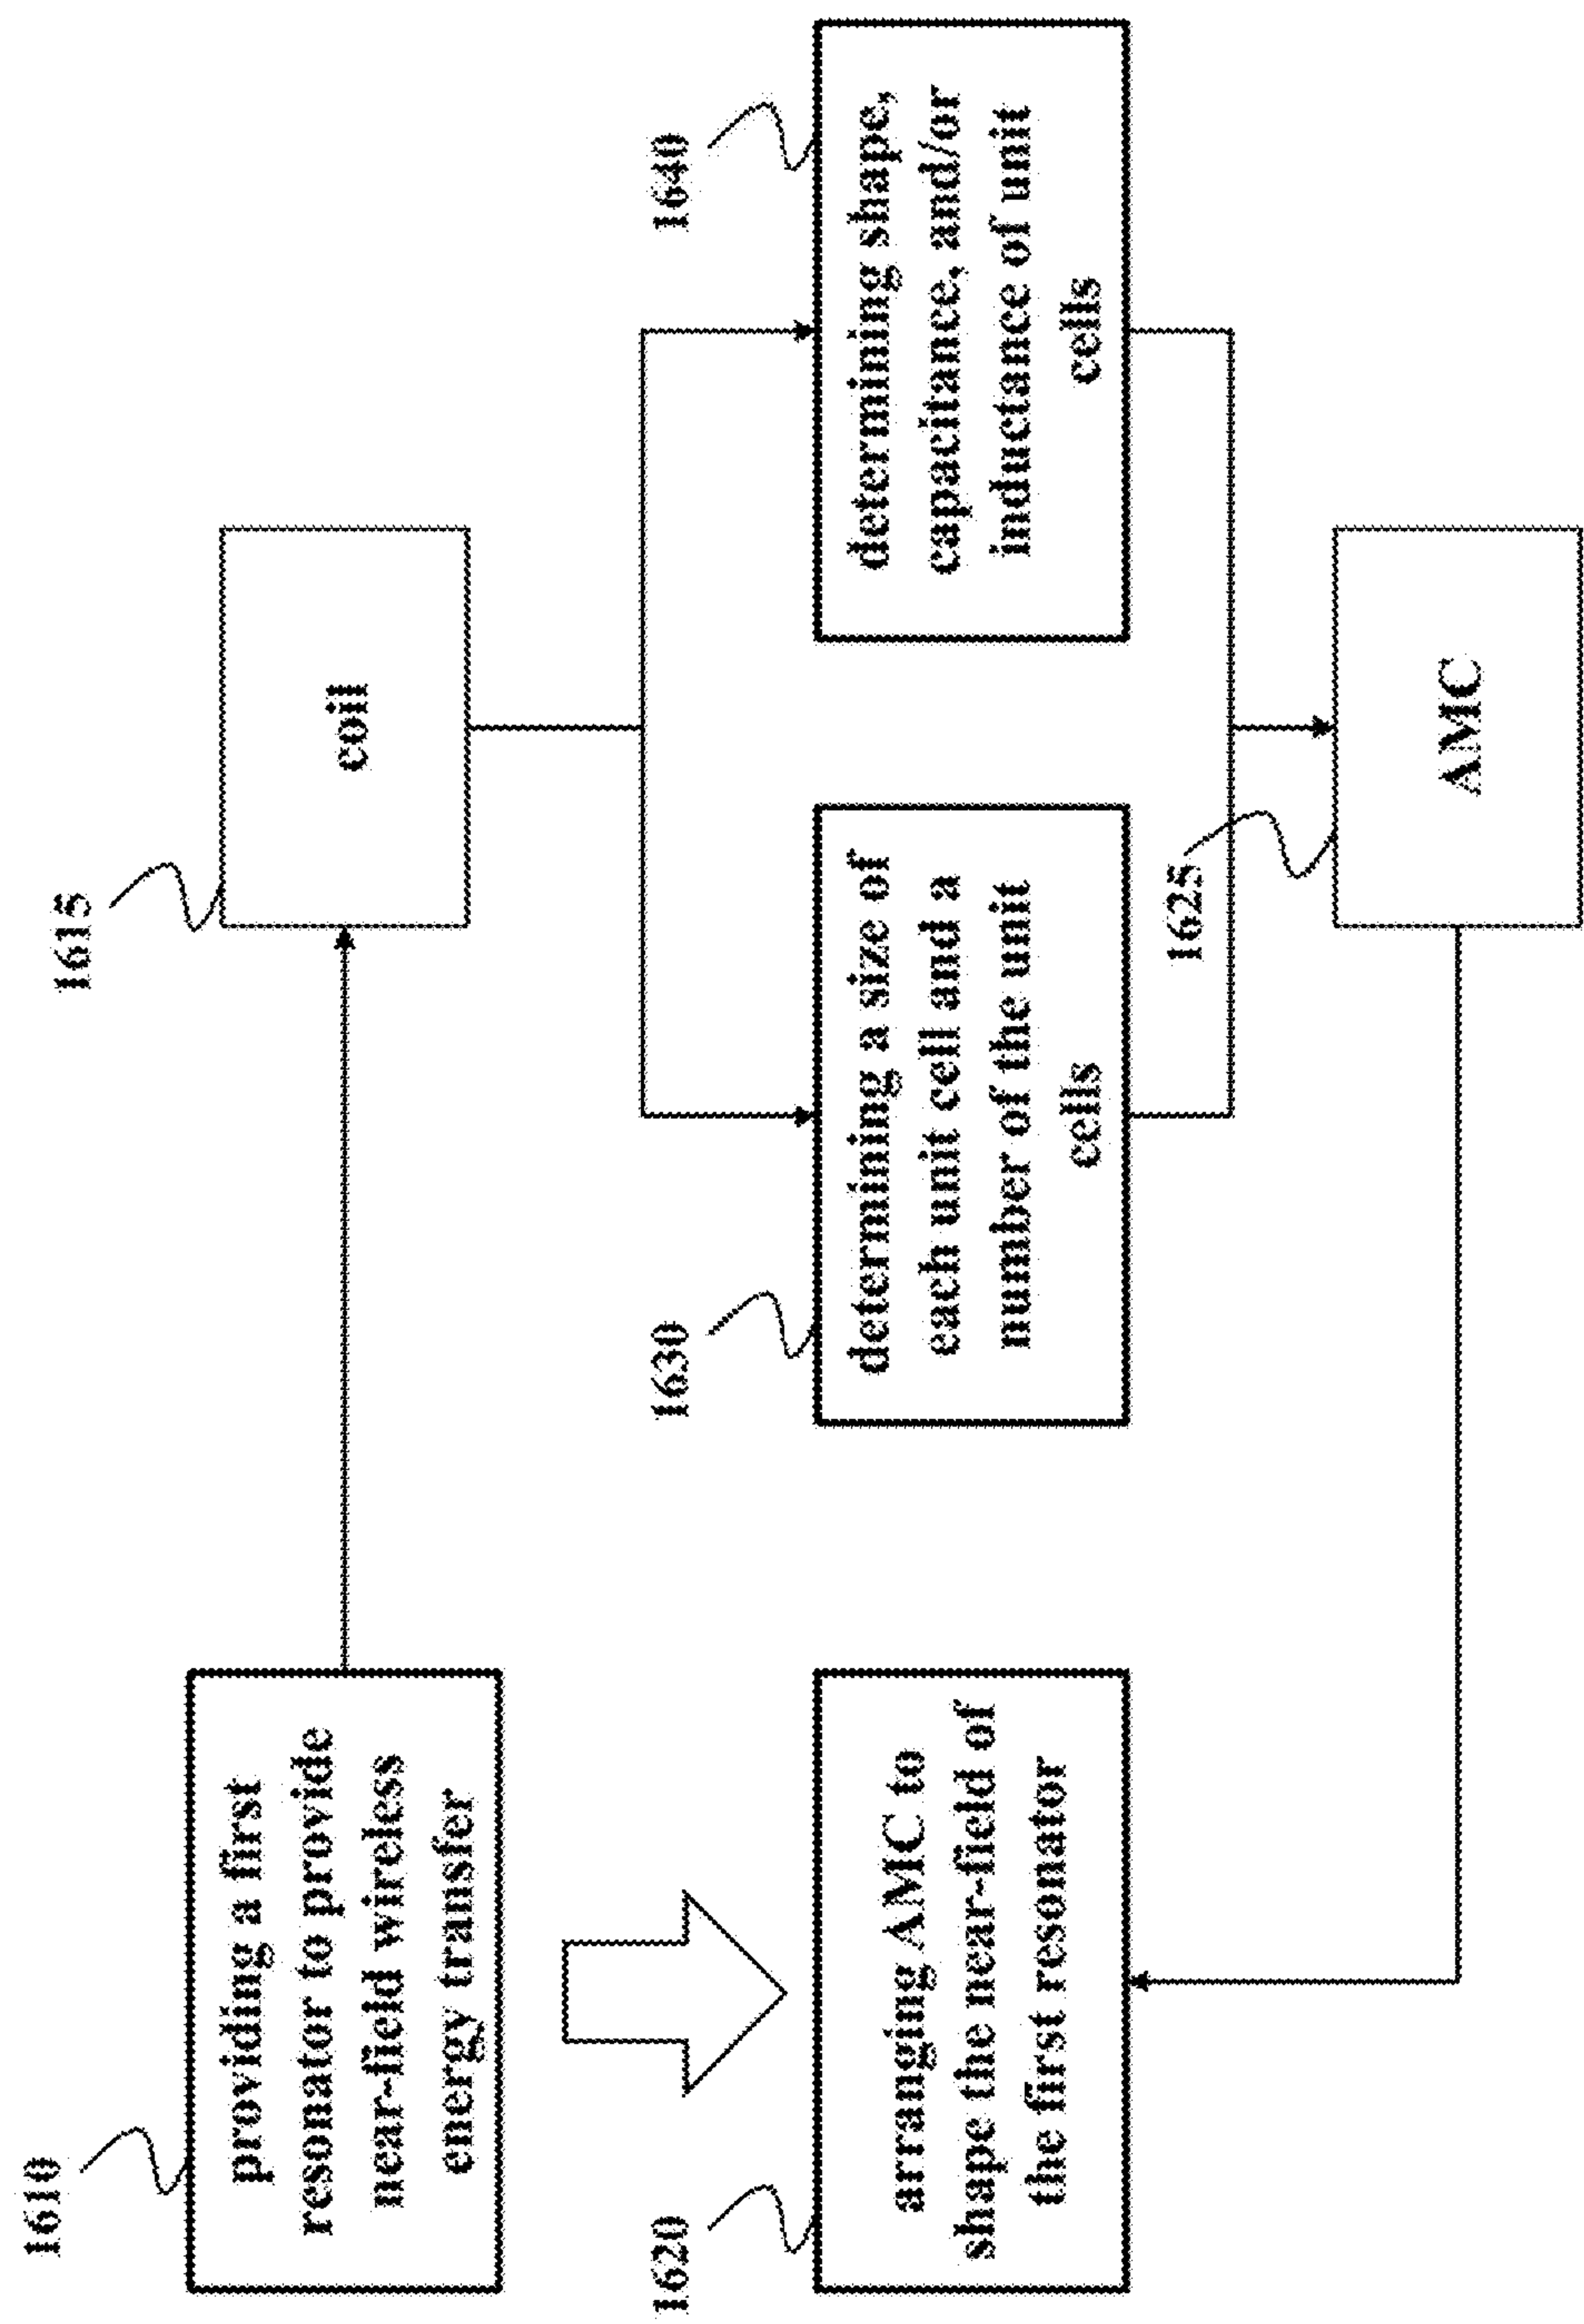 1610
providing a first
resonator to provide
near-field wireless
energy transfer
1615
coil
1630
determining a size of
each unit cell and a
number of the unit
cells
1640
determining shape,
capacitance, and/or
inductance of unit
cells
1620
arranging AMC to
shape the near-field of
the first resonator
1625
AMC